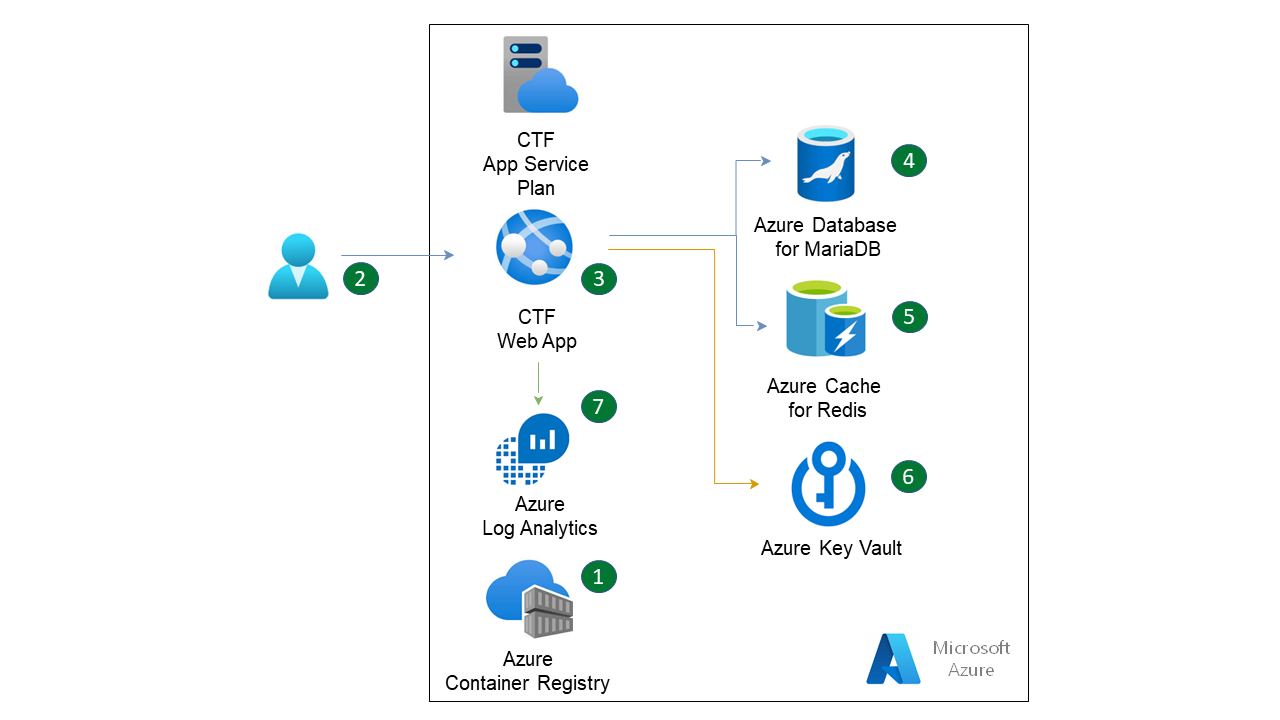 CTF
App Service
Plan
2
3
CTF
Web App
7
Azure
Log Analytics
1
Azure
Container Registry
4
Azure Database
for MariaDB
5
Azure Cache
for Redis
6
Azure Key Vault
Microsoft
Azure